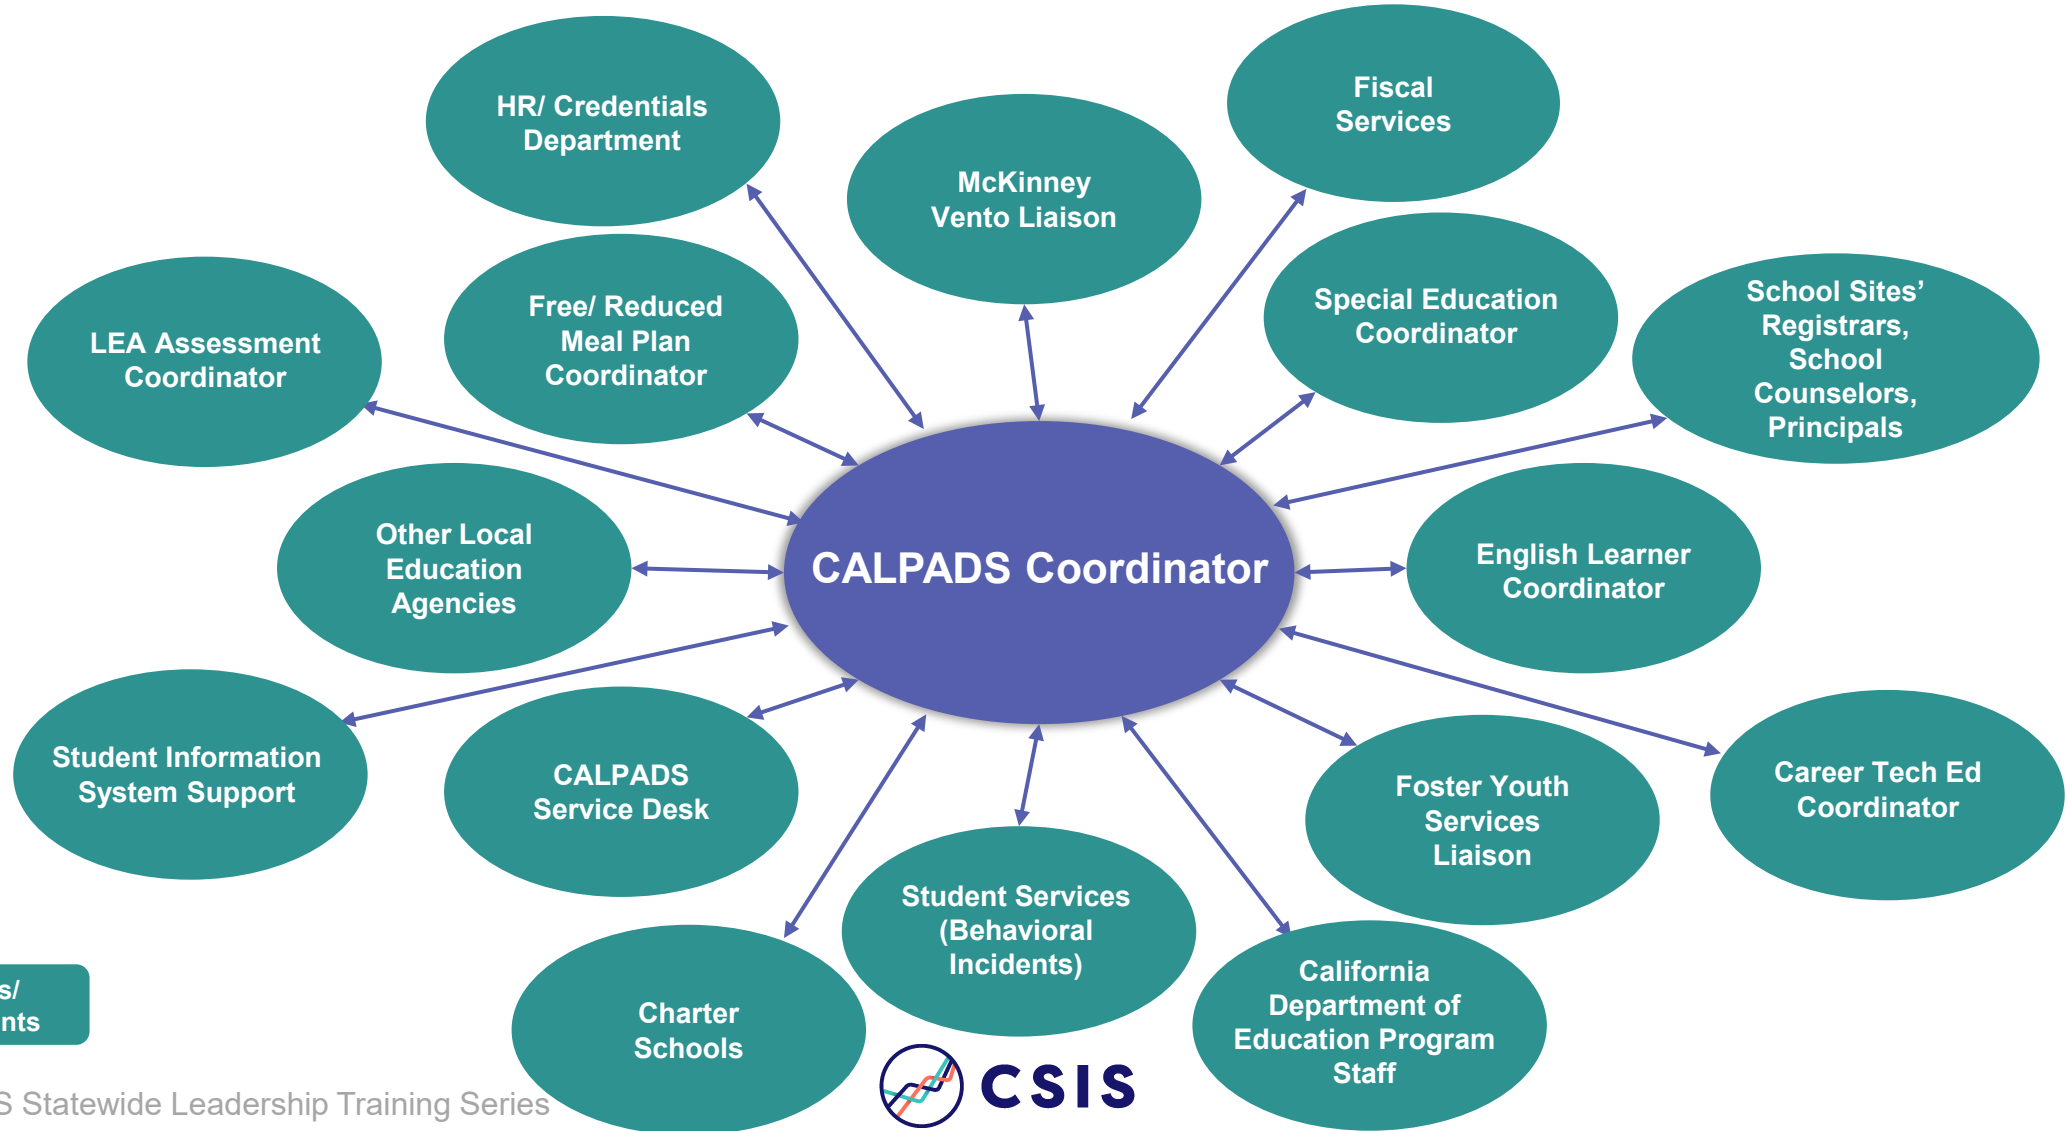 HR/ Credentials
Department
McKinney
Vento Liaison
Fiscal
Services
LEA Assessment
Coordinator
Free/ Reduced
Meal Plan
Coordinator
Special Education
Coordinator
School Sites’
Registrars,
School
Counselors,
Principals
Other Local
Education
Agencies
CALPADS Coordinator
English Learner
Coordinator
Student Information
System Support
CALPADS
Service Desk
Foster Youth
Services
Liaison
Career Tech Ed
Coordinator
Charter
Schools
Student Services
(Behavioral
Incidents)
California
Department of
Education Program
Staff
s/
nts
S Statewide Leadership Training Series
CSIS